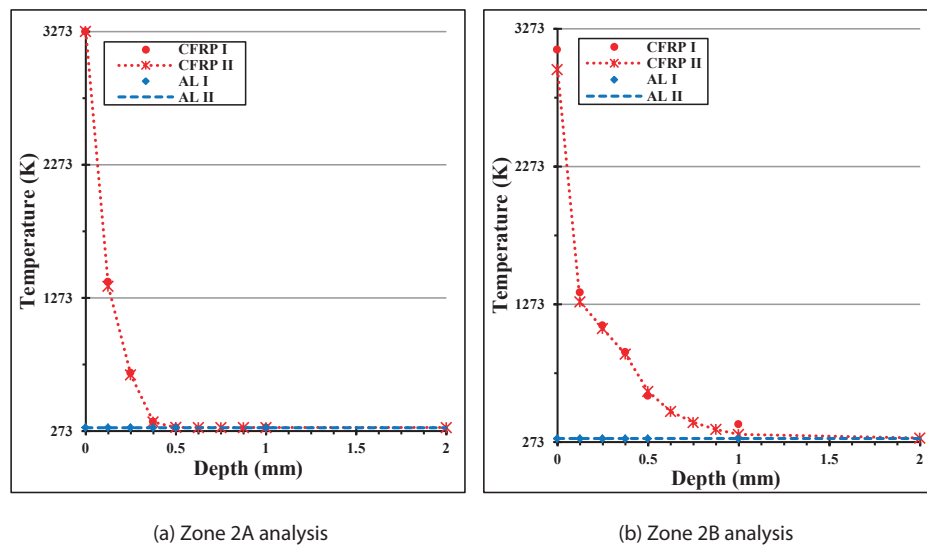 3273
2273
1273
273
Temperature (K)
CFRP I
CFRP II
AL I
AL II
0
0.5
1
1.5
2
Depth (mm)
(a) Zone 2A analysis
3273
2273
1273
273
Temperature (K)
CFRP I
CFRP II
AL I
AL II
0
0.5
1
1.5
2
Depth (mm)
(b) Zone 2B analysis